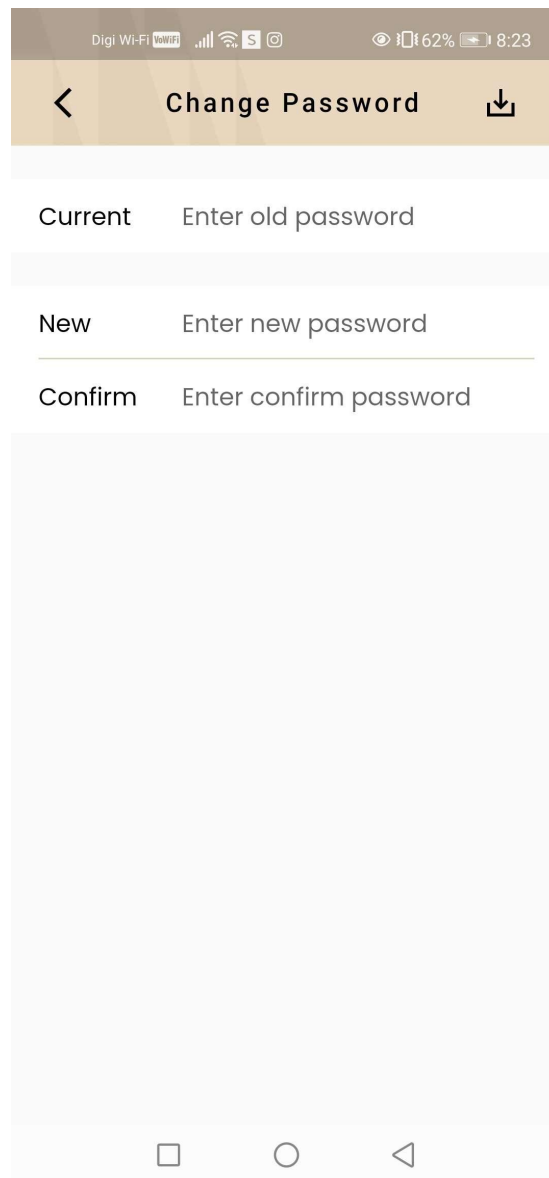 Digi Wi-Fi VoWiFi S 62% 8:23
Change Password
Current Enter old password
New Enter new password
Confirm Enter confirm password